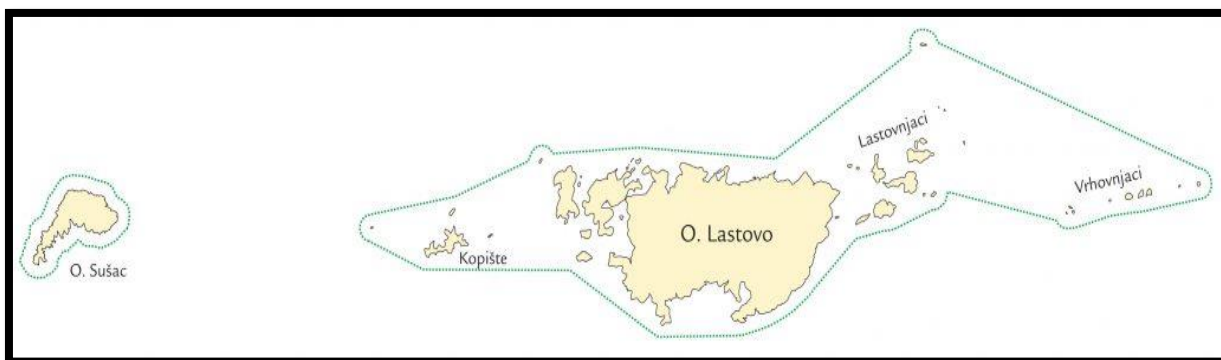 O. Sušac
Kopište
O. Lastovo
Lastovnjaci
Vrhovnjaci